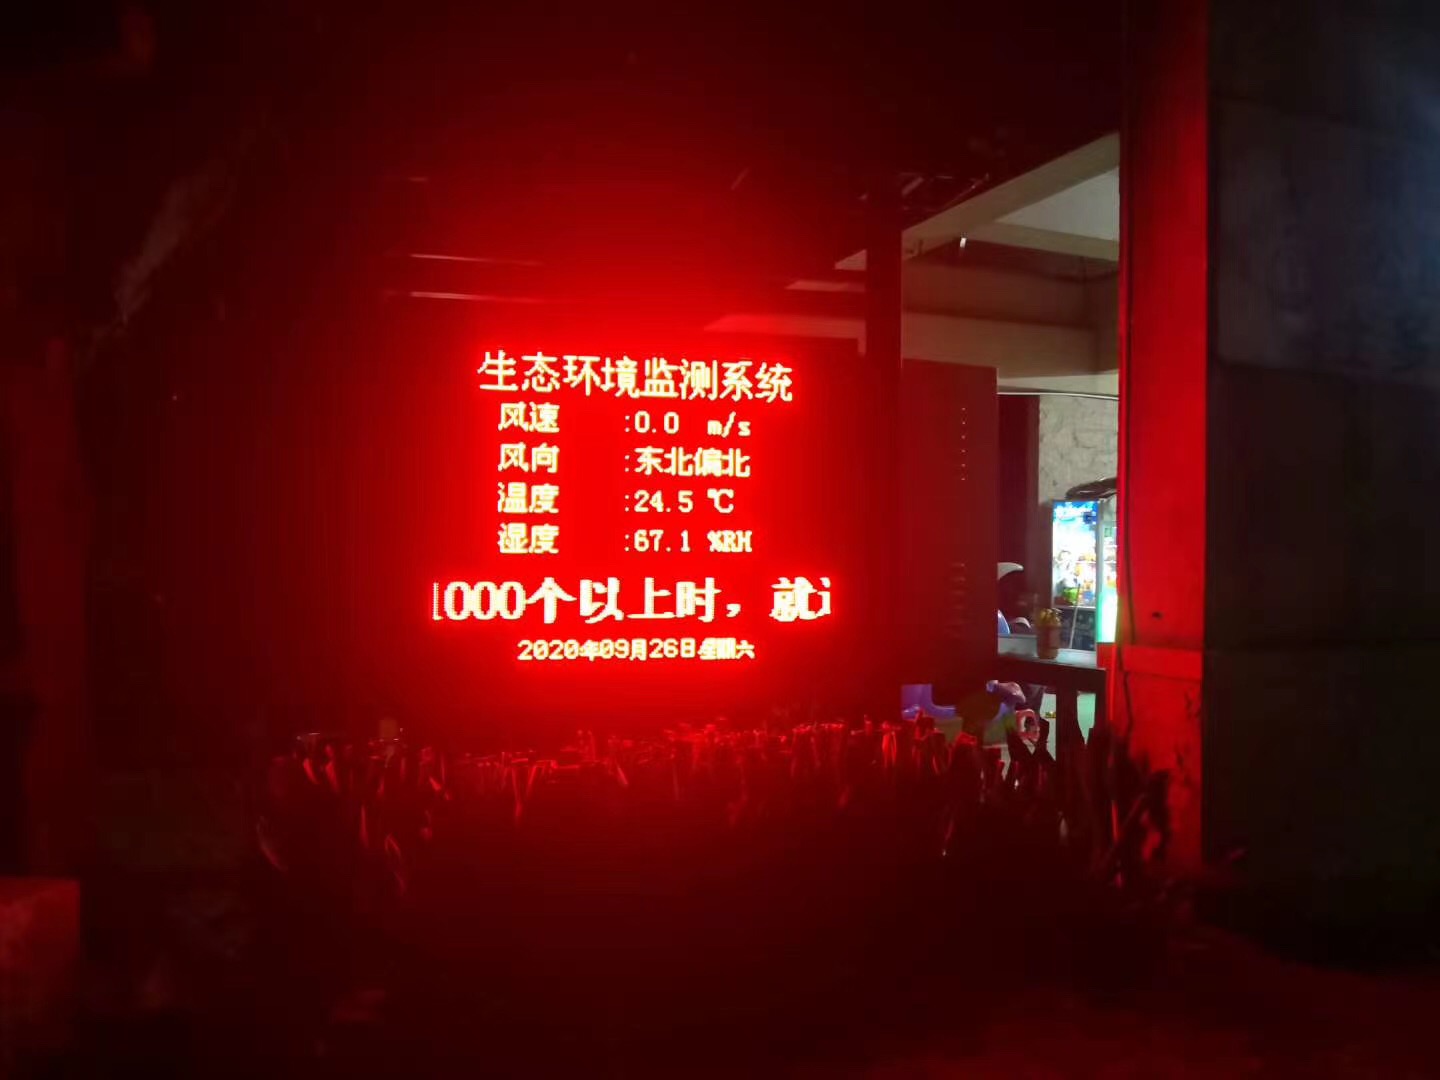 生态环境监测系统
风速 :0.0 m/s
风向 :东北偏北
温度 :24.5 ℃
湿度 :67.1 %RH
1000个以上时，就
2020年09月26日星期六